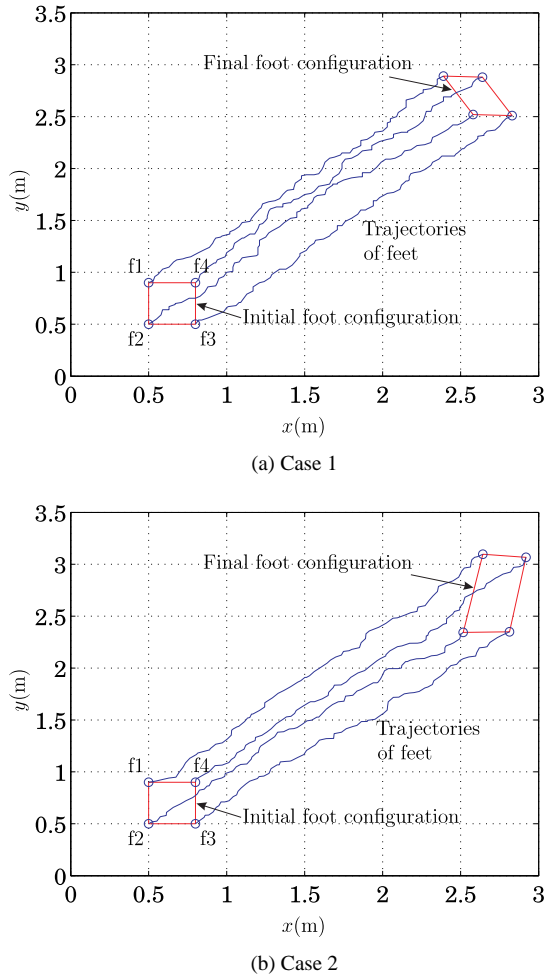 3.5
Final foot configuration
3
2.5
2
y(m)
1.5
Trajectories
of feet
f1 f4
1
0.5
Initial foot configuration
f2 f3
0
0 0.5 1 1.5 2 2.5 3
x(m)
(a) Case 1
3.5
3
Final foot configuration
2.5
2
y(m)
1.5
Trajectories
of feet
f1 f4
1
0.5
Initial foot configuration
f2 f3
0
0 0.5 1 1.5 2 2.5 3
x(m)
(b) Case 2